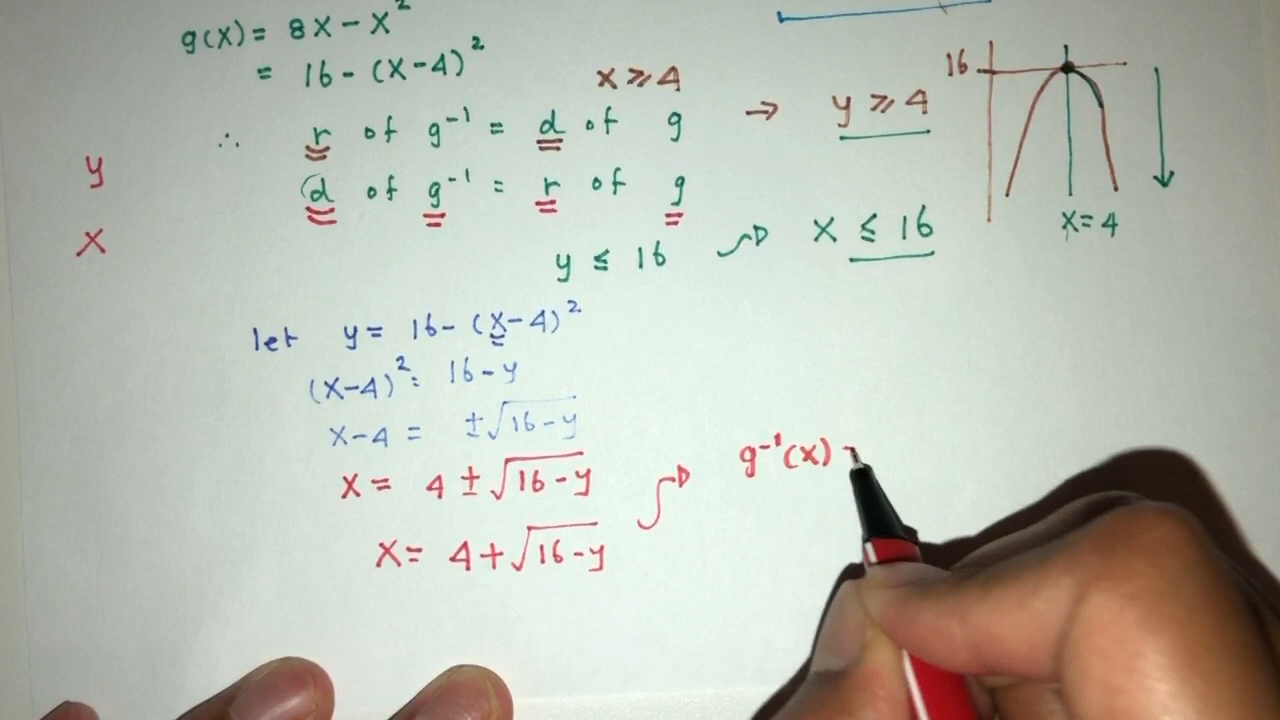 g(x) = 8x - x²
= 16 - (x-4)²
x ≥ 4
∴ r of g⁻¹ = d of g → y ≥ 4
y d of g⁻¹ = r of g
x
y ≤ 16 → x ≤ 16
16
x=4
let y = 16 - (x-4)²
(x-4)² = 16 - y
x-4 = ±√16-y
x = 4 ± √16-y
x = 4 + √16-y
g⁻¹(x) -